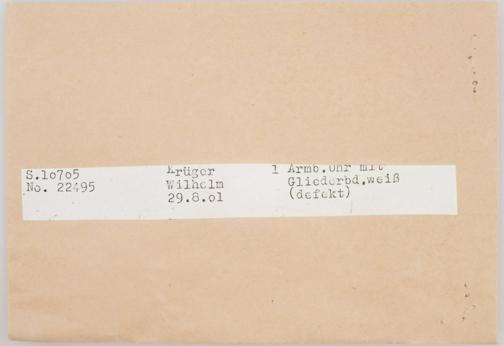 S.10705 Krüger 1 Armb.Uhr mit
No. 22495 Wilhelm Gliederbd.weiß
29.8.01 (defekt)